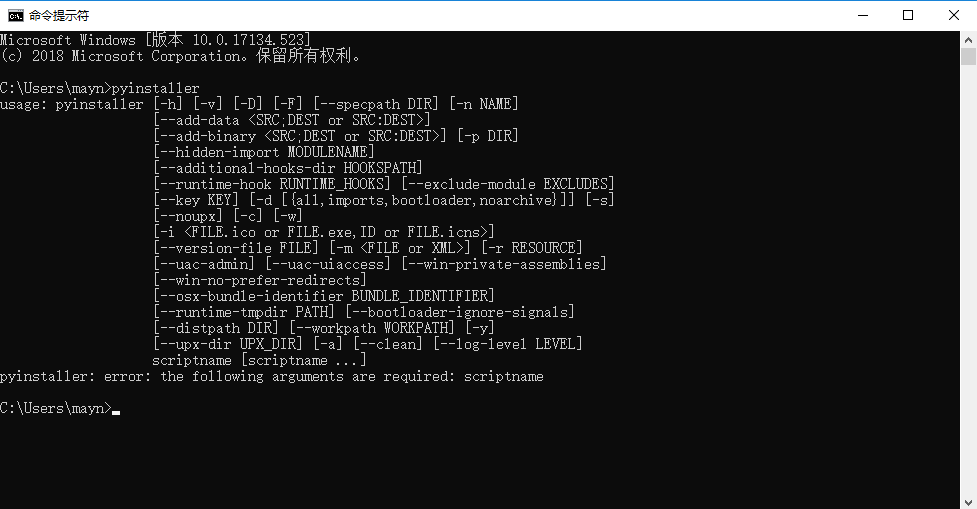 命令提示符
Microsoft Windows [版本 10.0.17134.523]
(c) 2018 Microsoft Corporation。保留所有权利。
C:\Users\mayn>pyinstaller
usage: pyinstaller [-h] [-v] [-D] [-F] [--specpath DIR] [-n NAME]
[--add-data <SRC;DEST or SRC:DEST>]
[--add-binary <SRC;DEST or SRC:DEST>] [-p DIR]
[--hidden-import MODULENAME]
[--additional-hooks-dir HOOKSPATH]
[--runtime-hook RUNTIME_HOOKS] [--exclude-module EXCLUDES]
[--key KEY] [-d [{all,imports,bootloader,noarchive}]] [-s]
[--noupx] [-c] [-w]
[-i <FILE.ico or FILE.exe,ID or FILE.icns>]
[--version-file FILE] [-m <FILE or XML>] [-r RESOURCE]
[--uac-admin] [--uac-uiaccess] [--win-private-assemblies]
[--win-no-prefer-redirects]
[--osx-bundle-identifier BUNDLE_IDENTIFIER]
[--runtime-tmpdir PATH] [--bootloader-ignore-signals]
[--distpath DIR] [--workpath WORKPATH] [-y]
[--upx-dir UPX_DIR] [-a] [--clean] [--log-level LEVEL]
scriptname [scriptname ...]
pyinstaller: error: the following arguments are required: scriptname
C:\Users\mayn>